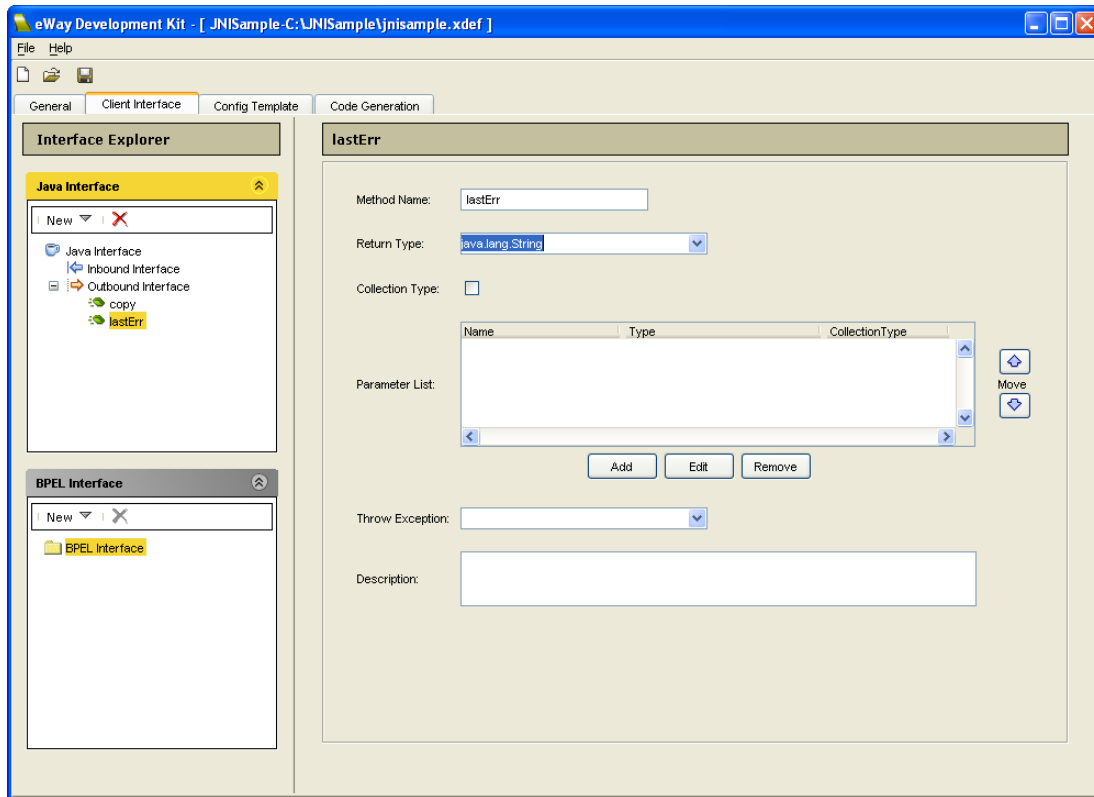 eWay Development Kit - [ JNISample-C:\JNISample\jnisample.xdef ]
File Help
General Client Interface Config Template Code Generation
Interface Explorer
lastErr
Java Interface
New
Java Interface
Inbound Interface
Outbound Interface
copy
lastErr
BPEL Interface
New
BPEL Interface
Method Name: lastErr
Return Type: java.lang.String
Collection Type:
Name Type CollectionType
Parameter List:
Move
Add Edit Remove
Throw Exception:
Description: